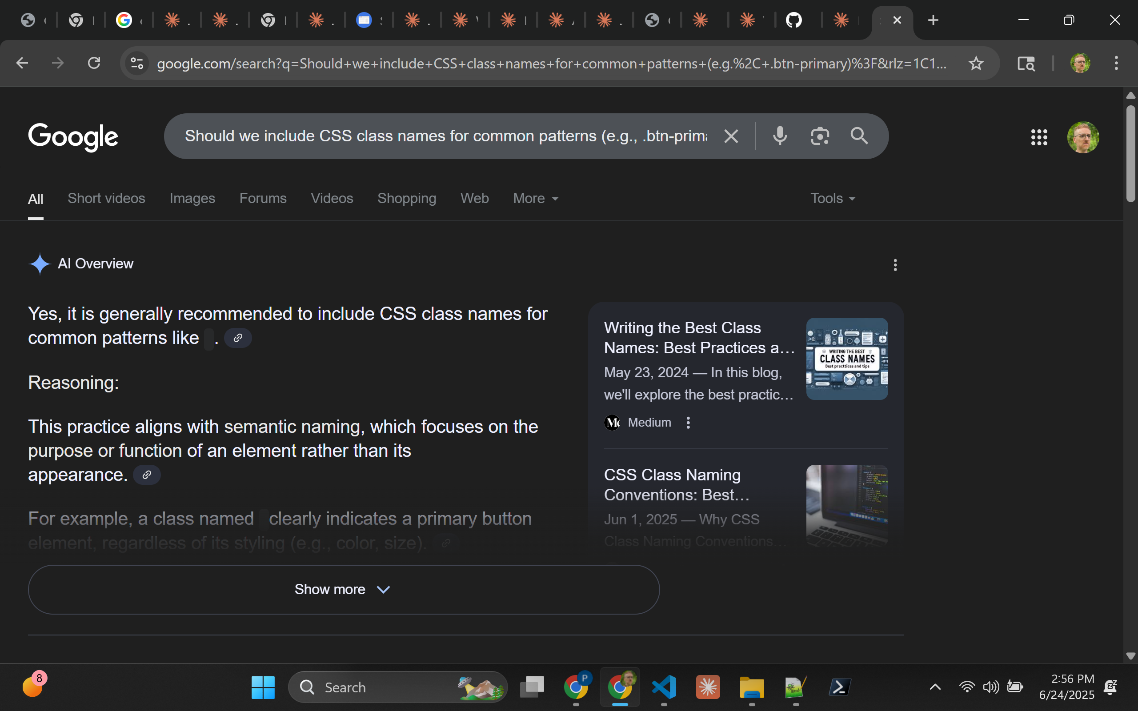 google.com/search?q=Should+we+include+CSS+class+names+for+common+patterns+(e.g.%2C+.btn-primary)%3F&rlz=1C1...
Google
Should we include CSS class names for common patterns (e.g., .btn-prima
All
Short videos
Images
Forums
Videos
Shopping
Web
More
Tools
AI Overview
Yes, it is generally recommended to include CSS class names for
common patterns like .
Reasoning:
This practice aligns with semantic naming, which focuses on the
purpose or function of an element rather than its
appearance.
For example, a class named clearly indicates a primary button
element, regardless of its styling (e.g., color, size).
Show more
Writing the Best Class
Names: Best Practices a...
May 23, 2024 — In this blog,
we'll explore the best practic...
Medium
WRITING THE BEST
CLASS NAMES
Best practices and tips
CSS Class Naming
Conventions: Best...
Jun 1, 2025 — Why CSS
Class Naming Conventions...
8
Search
P
2:56 PM
6/24/2025